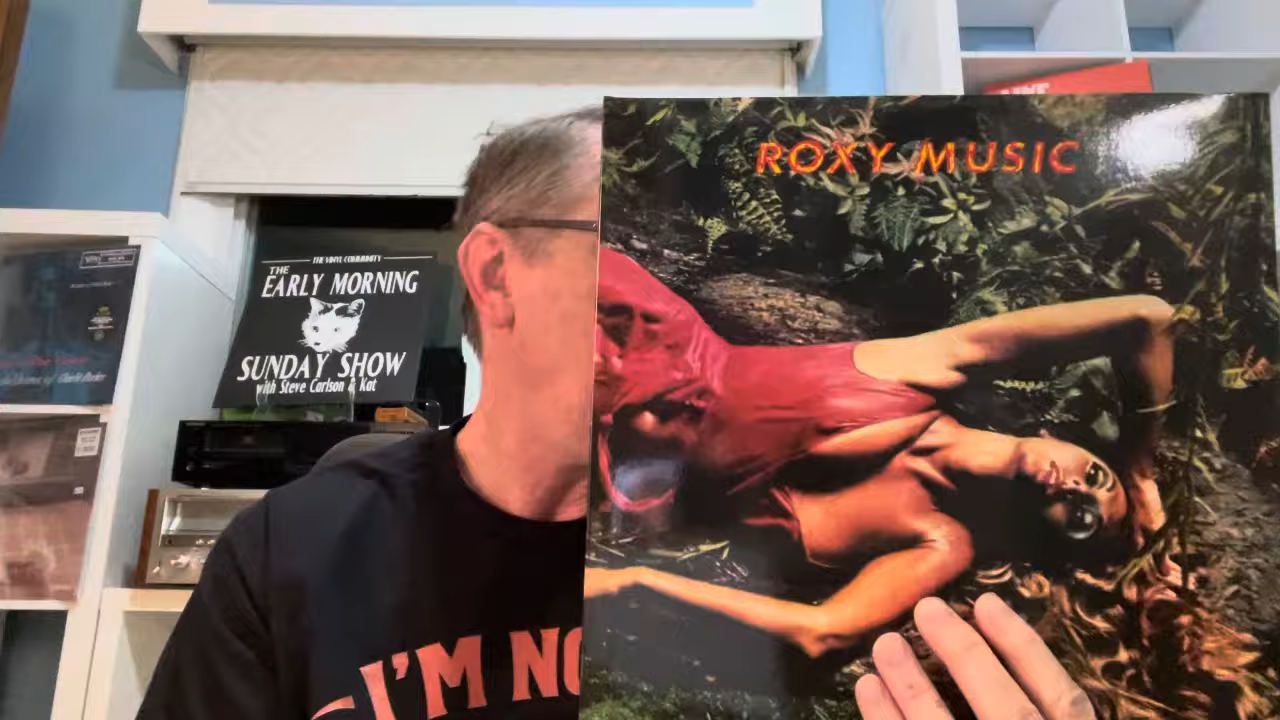 ROXY MUSIC
THE VINYL COMMUNITY
THE
EARLY MORNING
SUNDAY SHOW
with Steve Carlson & Kat
I'M NO